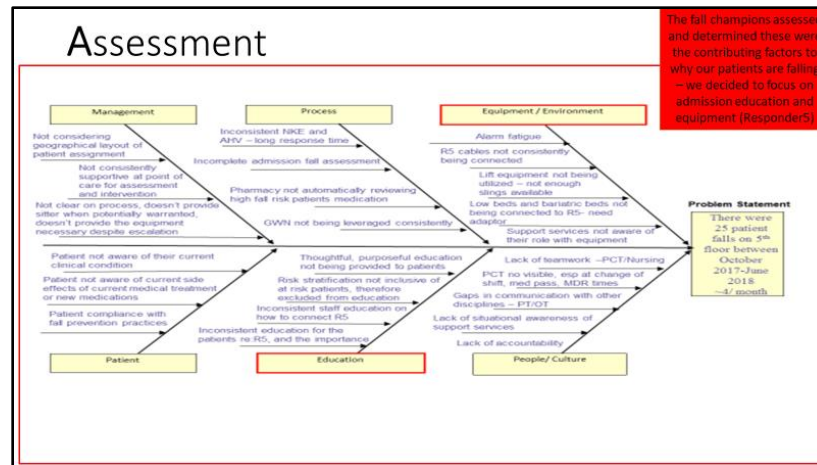 Assessment
The fall champions assessed
and determined these were
the contributing factors to
why our patients are falling
– we decided to focus on
admission education and
equipment (Responder5)
Management
Not considering
geographical layout of
patient assignment
Not consistently
supportive at point of
care for assessment
and intervention
Not clear on process, doesn't provide
sitter when potentially warranted,
doesn't provide the equipment
necessary despite escalation
Process
Inconsistent NKE and
AHV – long response time
Incomplete admission fall assessment
Pharmacy not automatically reviewing
high fall risk patients medication
GWN not being leveraged consistently
Equipment / Environment
Alarm fatigue
R5 cables not consistently
being connected
Lift equipment not being
utilized – not enough
slings available
Low beds and bariatric beds not
being connected to R5- need
adaptor
Support services not aware of
their role with equipment
Problem Statement
There were
25 patient
falls on 5th
floor between
October
2017-June
2018
~4/ month
Patient not aware of their current
clinical condition
Patient not aware of current side
effects of current medical treatment
or new medications
Patient compliance with
fall prevention practices
Patient
Thoughtful, purposeful education
not being provided to patients
Risk stratification not inclusive of
at risk patients, therefore
excluded from education
Inconsistent staff education on
how to connect R5
Inconsistent education for the
patients re:R5, and the importance
Education
Lack of teamwork –PCT/Nursing
PCT no visible, esp at change of
shift, med pass, MDR times
Gaps in communication with other
disciplines – PT/OT
Lack of situational awareness of
support services
Lack of accountability
People/ Culture